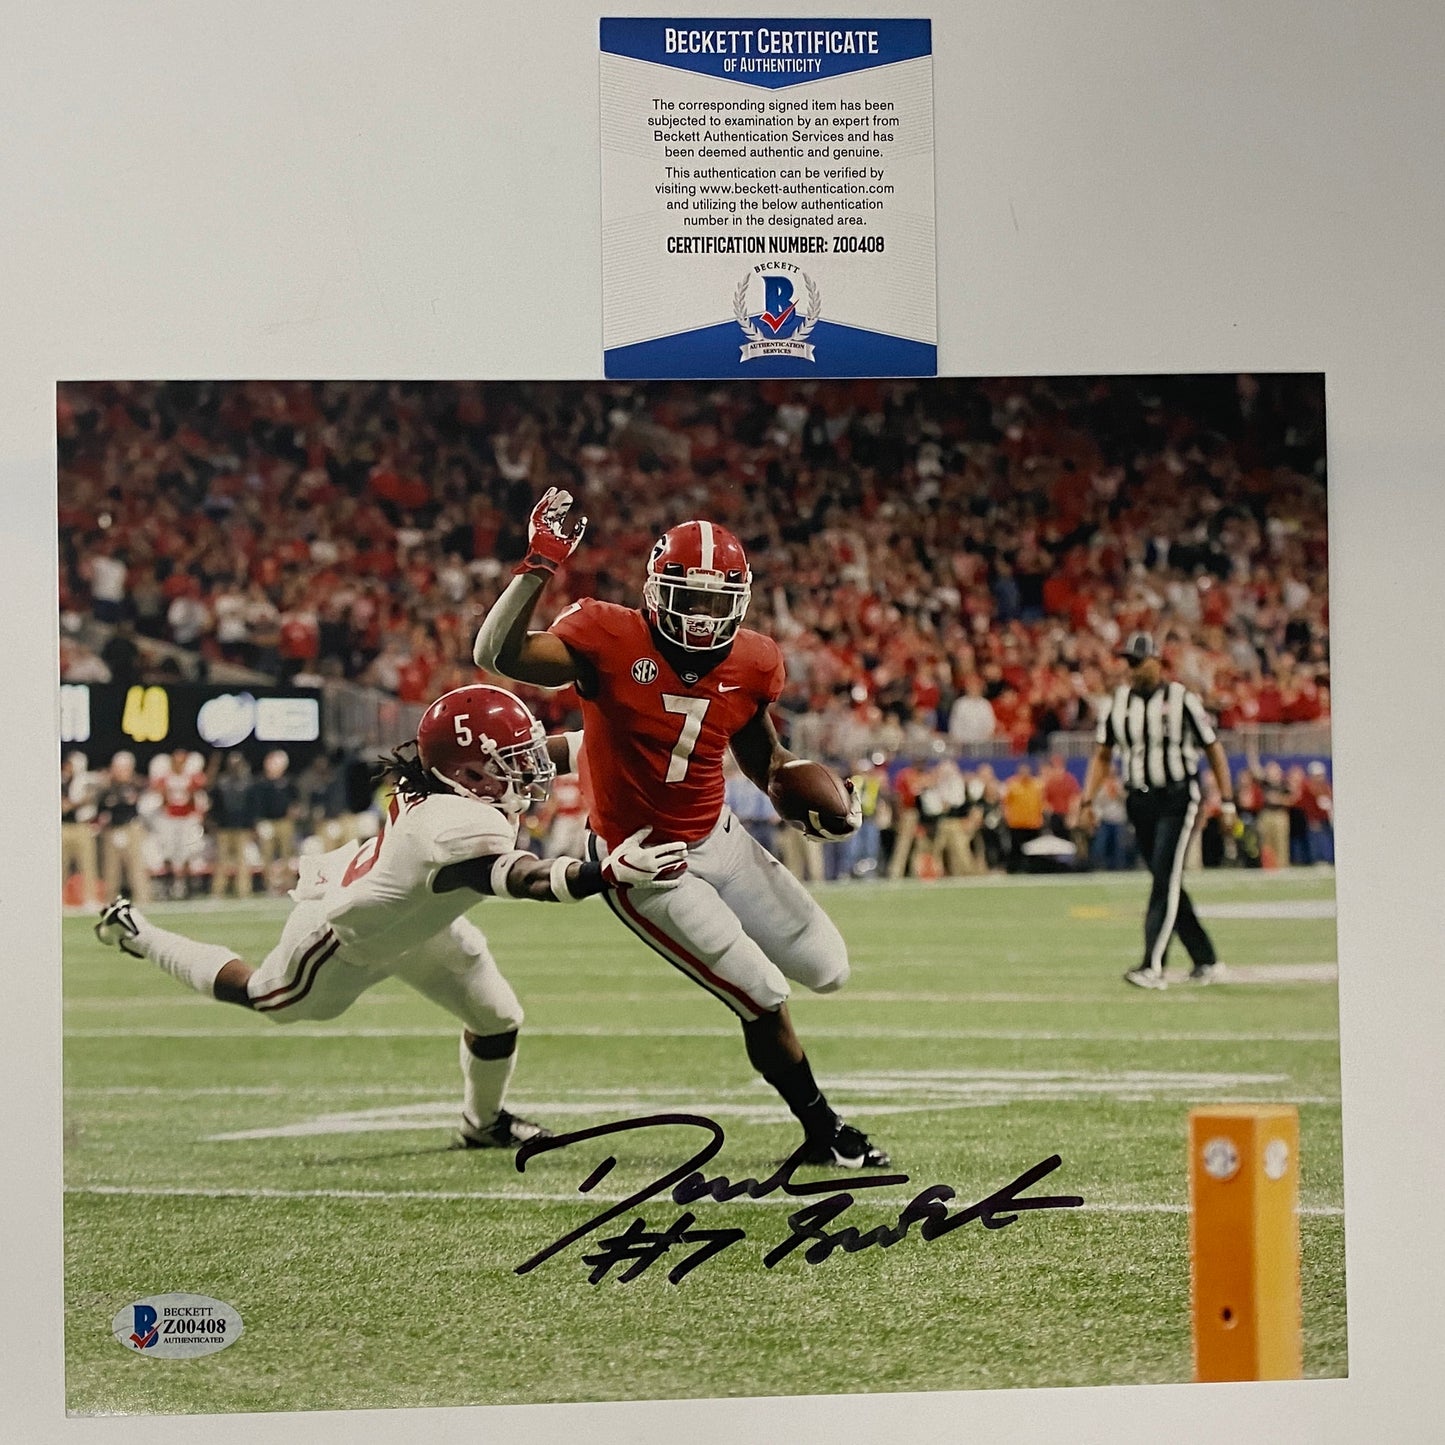 BECKETT CERTIFICATE
OF AUTHENTICITY
The corresponding signed item has been
subjected to examination by an expert from
Beckett Authentication Services and has
been deemed authentic and genuine.
This authentication can be verified by
visiting www.beckett-authentication.com
and utilizing the below authentication
number in the designated area.
CERTIFICATION NUMBER: Z00408
BECKETT
B
AUTHENTICATION
SERVICES
40
SEC
G
7
5
#7
B
BECKETT
Z00408
AUTHENTICATED